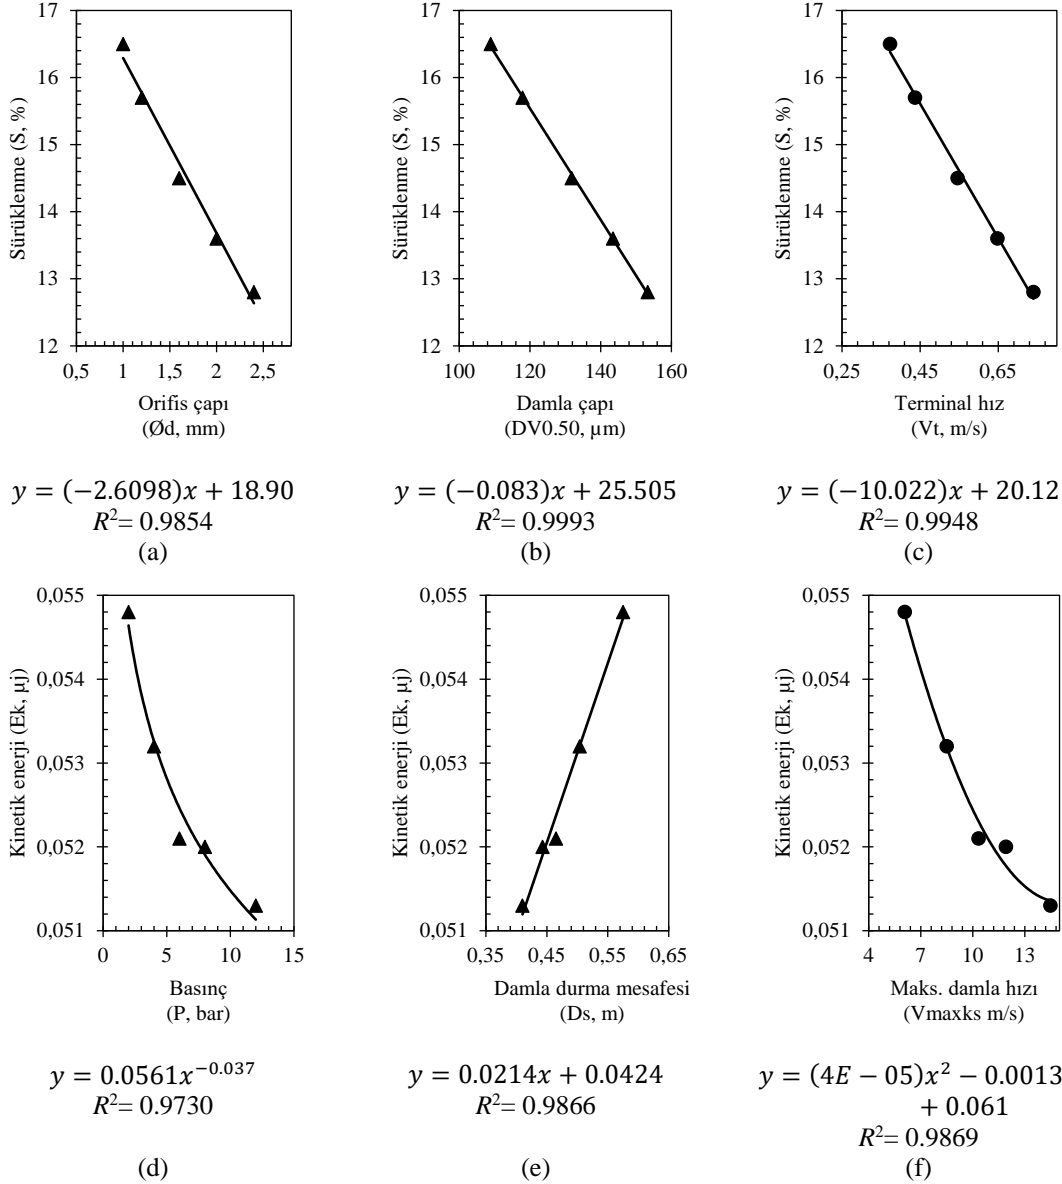 17
16
15
14
13
12
Sürüklenme (S, %)
0,5 1 1,5 2 2,5
Orifis çapı
(Ød, mm)
17
16
15
14
13
12
Sürüklenme (S, %)
100 120 140 160
Damla çapı
(DV0.50, µm)
17
16
15
14
13
12
Sürüklenme (S, %)
0,25 0,45 0,65
Terminal hız
(Vt, m/s)
y = (−2.6098)x + 18.90
R²= 0.9854
(a)
y = (−0.083)x + 25.505
R²= 0.9993
(b)
y = (−10.022)x + 20.12
R²= 0.9948
(c)
0,055
0,054
0,053
0,052
0,051
Kinetik enerji (Ek, µj)
0 5 10 15
Basınç
(P, bar)
0,055
0,054
0,053
0,052
0,051
Kinetik enerji (Ek, µj)
0,35 0,45 0,55 0,65
Damla durma mesafesi
(Ds, m)
0,055
0,054
0,053
0,052
0,051
Kinetik enerji (Ek, µj)
4 7 10 13
Maks. damla hızı
(Vmaxks m/s)
y = 0.0561x⁻⁰·⁰³⁷
R²= 0.9730
(d)
y = 0.0214x + 0.0424
R²= 0.9866
(e)
y = (4E − 05)x² − 0.0013
+ 0.061
R²= 0.9869
(f)